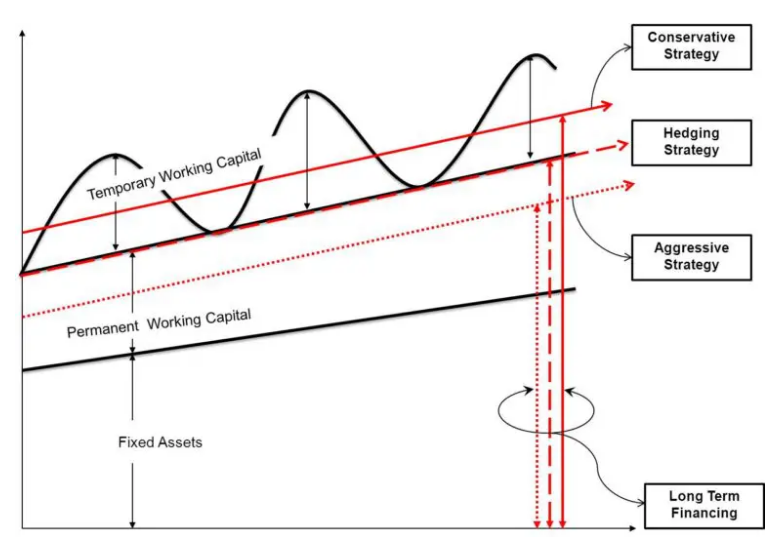 Conservative
Strategy
Hedging
Strategy
Temporary Working Capital
Aggressive
Strategy
Permanent Working Capital
Fixed Assets
Long Term
Financing